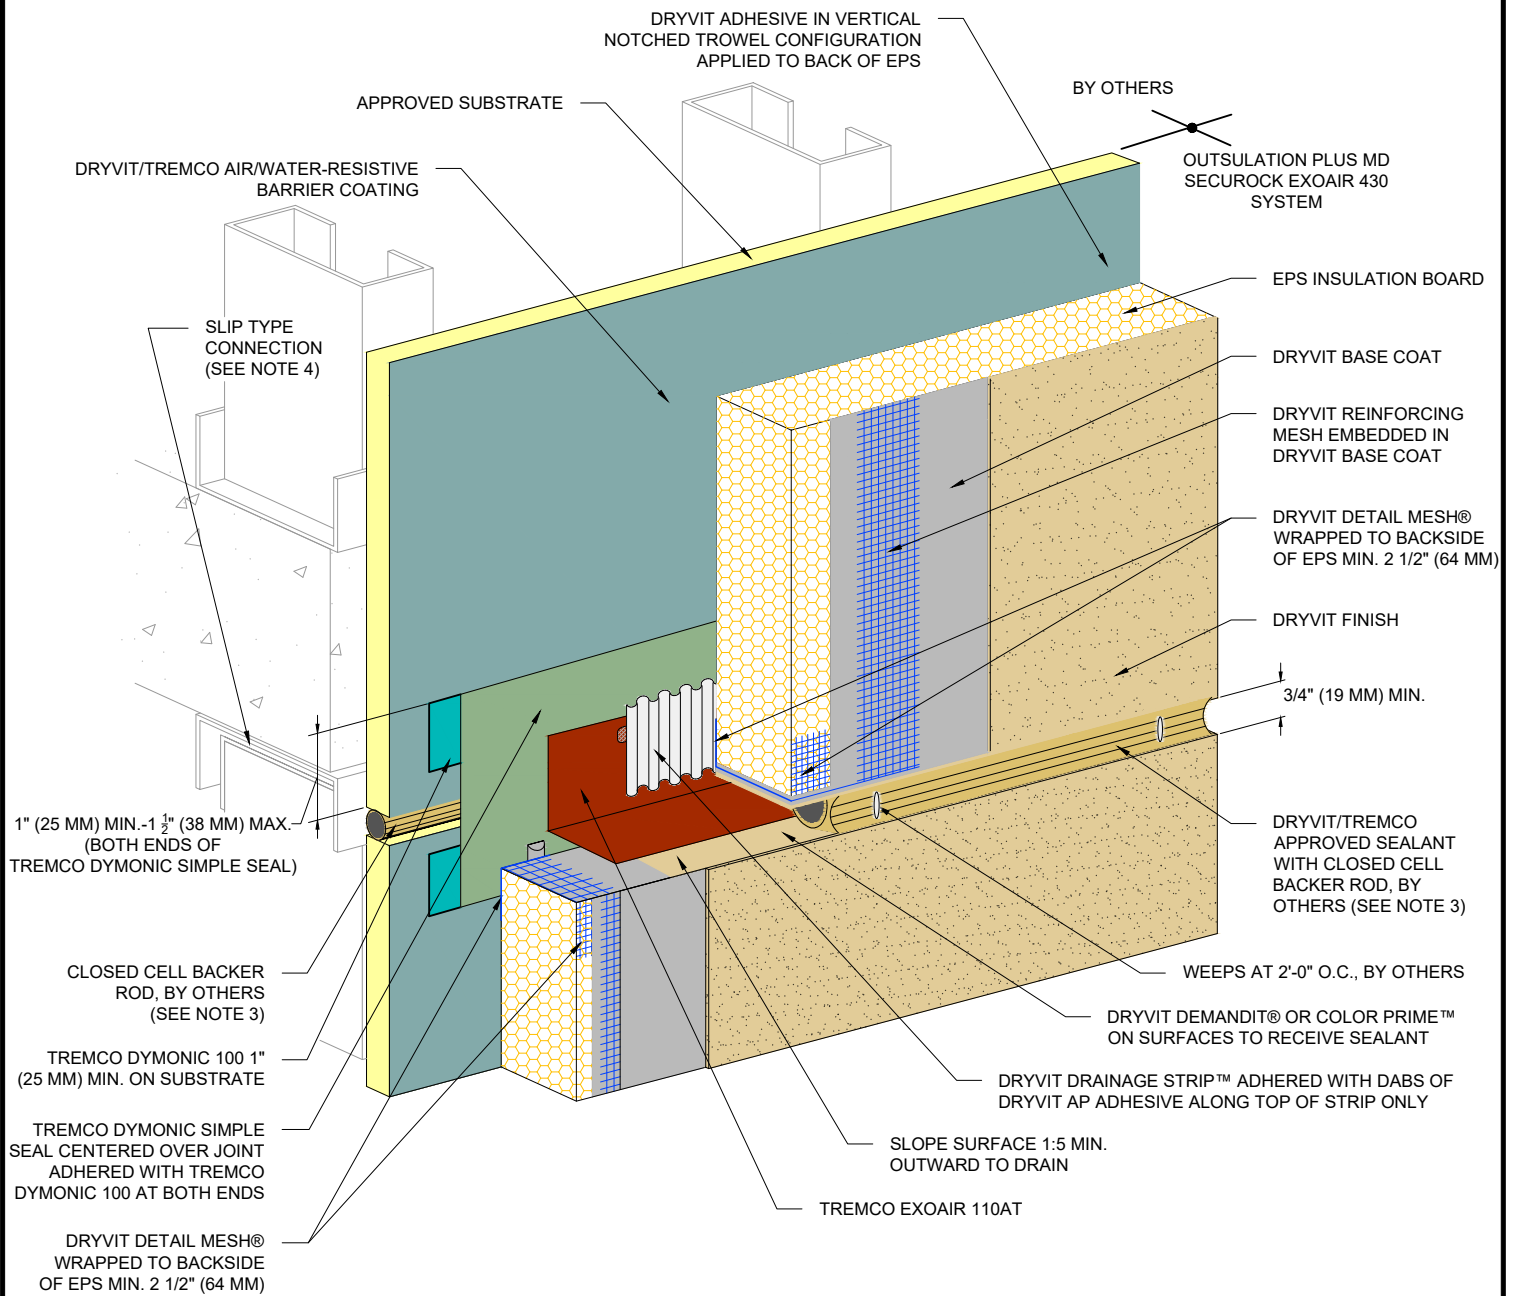 DRYVIT ADHESIVE IN VERTICAL
NOTCHED TROWEL CONFIGURATION
APPLIED TO BACK OF EPS
BY OTHERS
APPROVED SUBSTRATE
OUTSULATION PLUS MD
SECUROCK EXOAIR 430
SYSTEM
DRYVIT/TREMCO AIR/WATER-RESISTIVE
BARRIER COATING
EPS INSULATION BOARD
SLIP TYPE
CONNECTION
(SEE NOTE 4)
DRYVIT BASE COAT
DRYVIT REINFORCING
MESH EMBEDDED IN
DRYVIT BASE COAT
DRYVIT DETAIL MESH®
WRAPPED TO BACKSIDE
OF EPS MIN. 2 1/2" (64 MM)
DRYVIT FINISH
3/4" (19 MM) MIN.
1" (25 MM) MIN.-1 1/2" (38 MM) MAX.
(BOTH ENDS OF
TREMCO DYMONIC SIMPLE SEAL)
DRYVIT/TREMCO
APPROVED SEALANT
WITH CLOSED CELL
BACKER ROD, BY
OTHERS (SEE NOTE 3)
CLOSED CELL BACKER
ROD, BY OTHERS
(SEE NOTE 3)
WEEPS AT 2'-0" O.C., BY OTHERS
DRYVIT DEMANDIT® OR COLOR PRIME™
ON SURFACES TO RECEIVE SEALANT
TREMCO DYMONIC 100 1"
(25 MM) MIN. ON SUBSTRATE
DRYVIT DRAINAGE STRIP™ ADHERED WITH DABS OF
DRYVIT AP ADHESIVE ALONG TOP OF STRIP ONLY
TREMCO DYMONIC SIMPLE
SEAL CENTERED OVER JOINT
ADHERED WITH TREMCO
DYMONIC 100 AT BOTH ENDS
SLOPE SURFACE 1:5 MIN.
OUTWARD TO DRAIN
TREMCO EXOAIR 110AT
DRYVIT DETAIL MESH®
WRAPPED TO BACKSIDE
OF EPS MIN. 2 1/2" (64 MM)